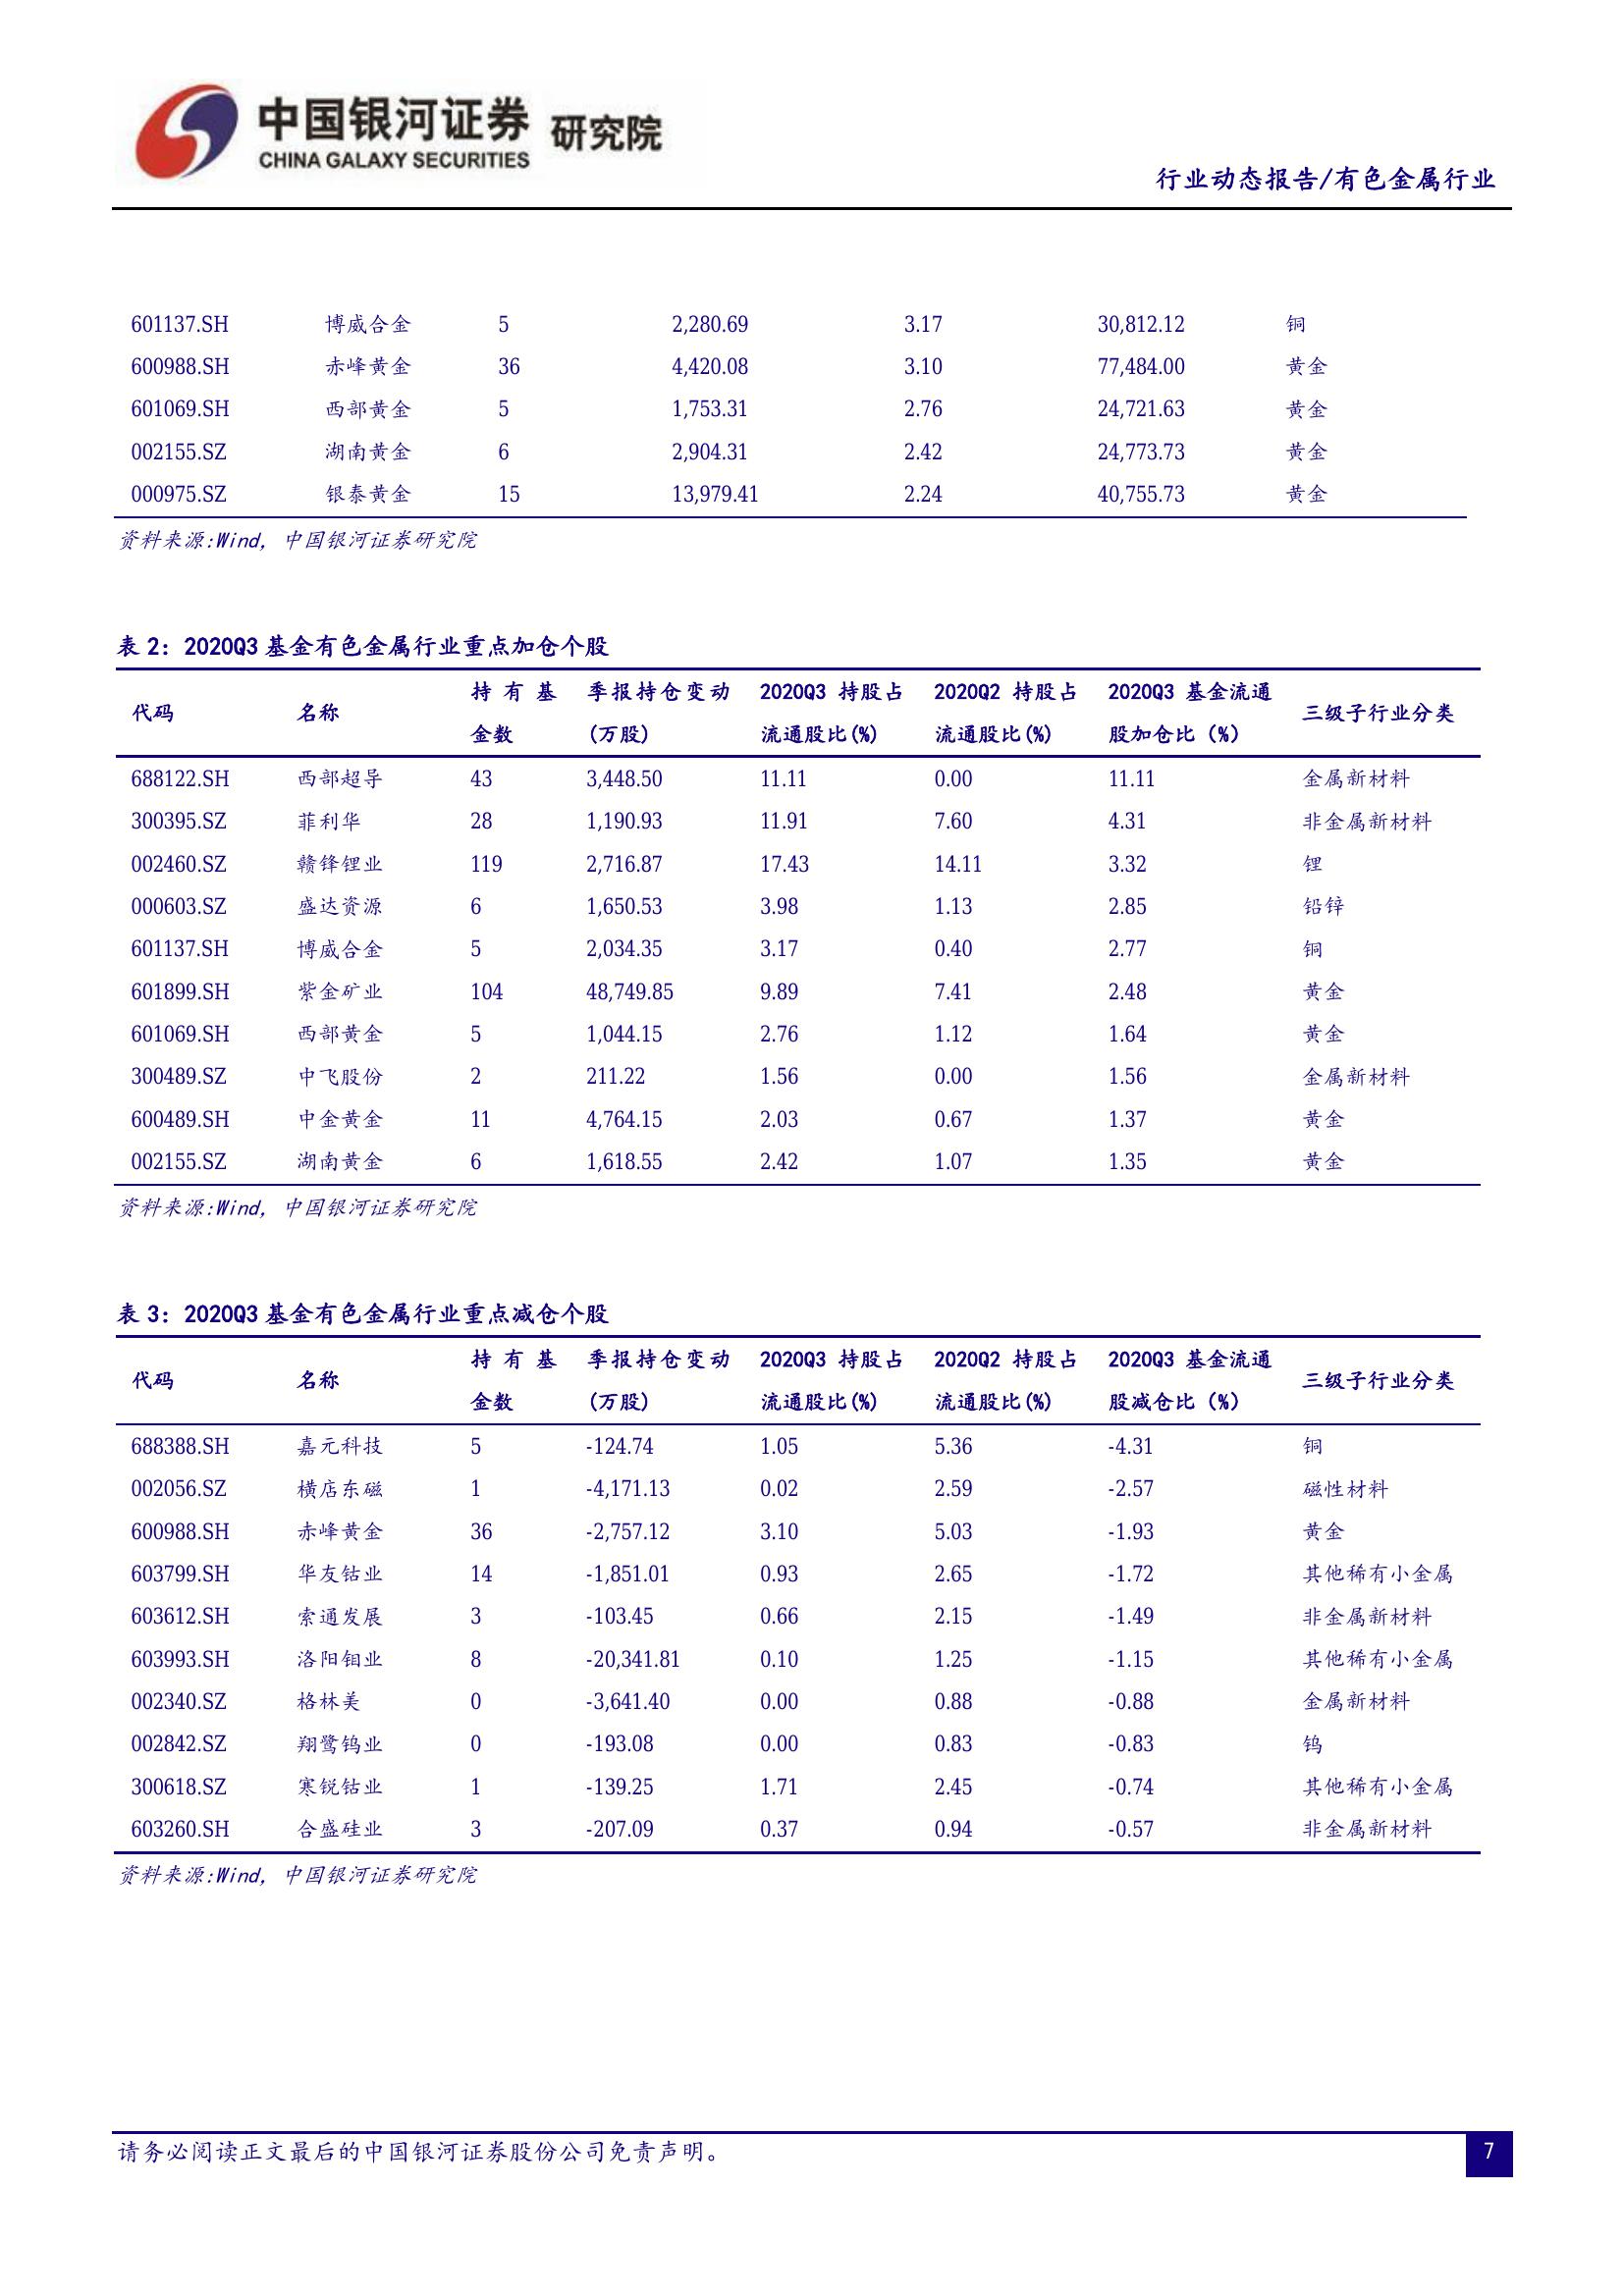 中国银河证券 研究院
CHINA GALAXY SECURITIES
行业动态报告/有色金属行业
601137.SH 博威合金 5 2,280.69 3.17 30,812.12 铜
600988.SH 赤峰黄金 36 4,420.08 3.10 77,484.00 黄金
601069.SH 西部黄金 5 1,753.31 2.76 24,721.63 黄金
002155.SZ 湖南黄金 6 2,904.31 2.42 24,773.73 黄金
000975.SZ 银泰黄金 15 13,979.41 2.24 40,755.73 黄金
资料来源:Wind, 中国银河证券研究院
表 2: 2020Q3 基金有色金属行业重点加仓个股
代码 名称 持有基金数 季报持仓变动(万股) 2020Q3 持股占流通股比(%) 2020Q2 持股占流通股比(%) 2020Q3 基金流通股加仓比 (%) 三级子行业分类
688122.SH 西部超导 43 3,448.50 11.11 0.00 11.11 金属新材料
300395.SZ 菲利华 28 1,190.93 11.91 7.60 4.31 非金属新材料
002460.SZ 赣锋锂业 119 2,716.87 17.43 14.11 3.32 锂
000603.SZ 盛达资源 6 1,650.53 3.98 1.13 2.85 铅锌
601137.SH 博威合金 5 2,034.35 3.17 0.40 2.77 铜
601899.SH 紫金矿业 104 48,749.85 9.89 7.41 2.48 黄金
601069.SH 西部黄金 5 1,044.15 2.76 1.12 1.64 黄金
300489.SZ 中飞股份 2 211.22 1.56 0.00 1.56 金属新材料
600489.SH 中金黄金 11 4,764.15 2.03 0.67 1.37 黄金
002155.SZ 湖南黄金 6 1,618.55 2.42 1.07 1.35 黄金
资料来源:Wind, 中国银河证券研究院
表 3: 2020Q3 基金有色金属行业重点减仓个股
代码 名称 持有基金数 季报持仓变动(万股) 2020Q3 持股占流通股比(%) 2020Q2 持股占流通股比(%) 2020Q3 基金流通股减仓比 (%) 三级子行业分类
688388.SH 嘉元科技 5 -124.74 1.05 5.36 -4.31 铜
002056.SZ 横店东磁 1 -4,171.13 0.02 2.59 -2.57 磁性材料
600988.SH 赤峰黄金 36 -2,757.12 3.10 5.03 -1.93 黄金
603799.SH 华友钴业 14 -1,851.01 0.93 2.65 -1.72 其他稀有小金属
603612.SH 索通发展 3 -103.45 0.66 2.15 -1.49 非金属新材料
603993.SH 洛阳钼业 8 -20,341.81 0.10 1.25 -1.15 其他稀有小金属
002340.SZ 格林美 0 -3,641.40 0.00 0.88 -0.88 金属新材料
002842.SZ 翔鹭钨业 0 -193.08 0.00 0.83 -0.83 钨
300618.SZ 寒锐钴业 1 -139.25 1.71 2.45 -0.74 其他稀有小金属
603260.SH 合盛硅业 3 -207.09 0.37 0.94 -0.57 非金属新材料
资料来源:Wind, 中国银河证券研究院
请务必阅读正文最后的中国银河证券股份公司免责声明。
7